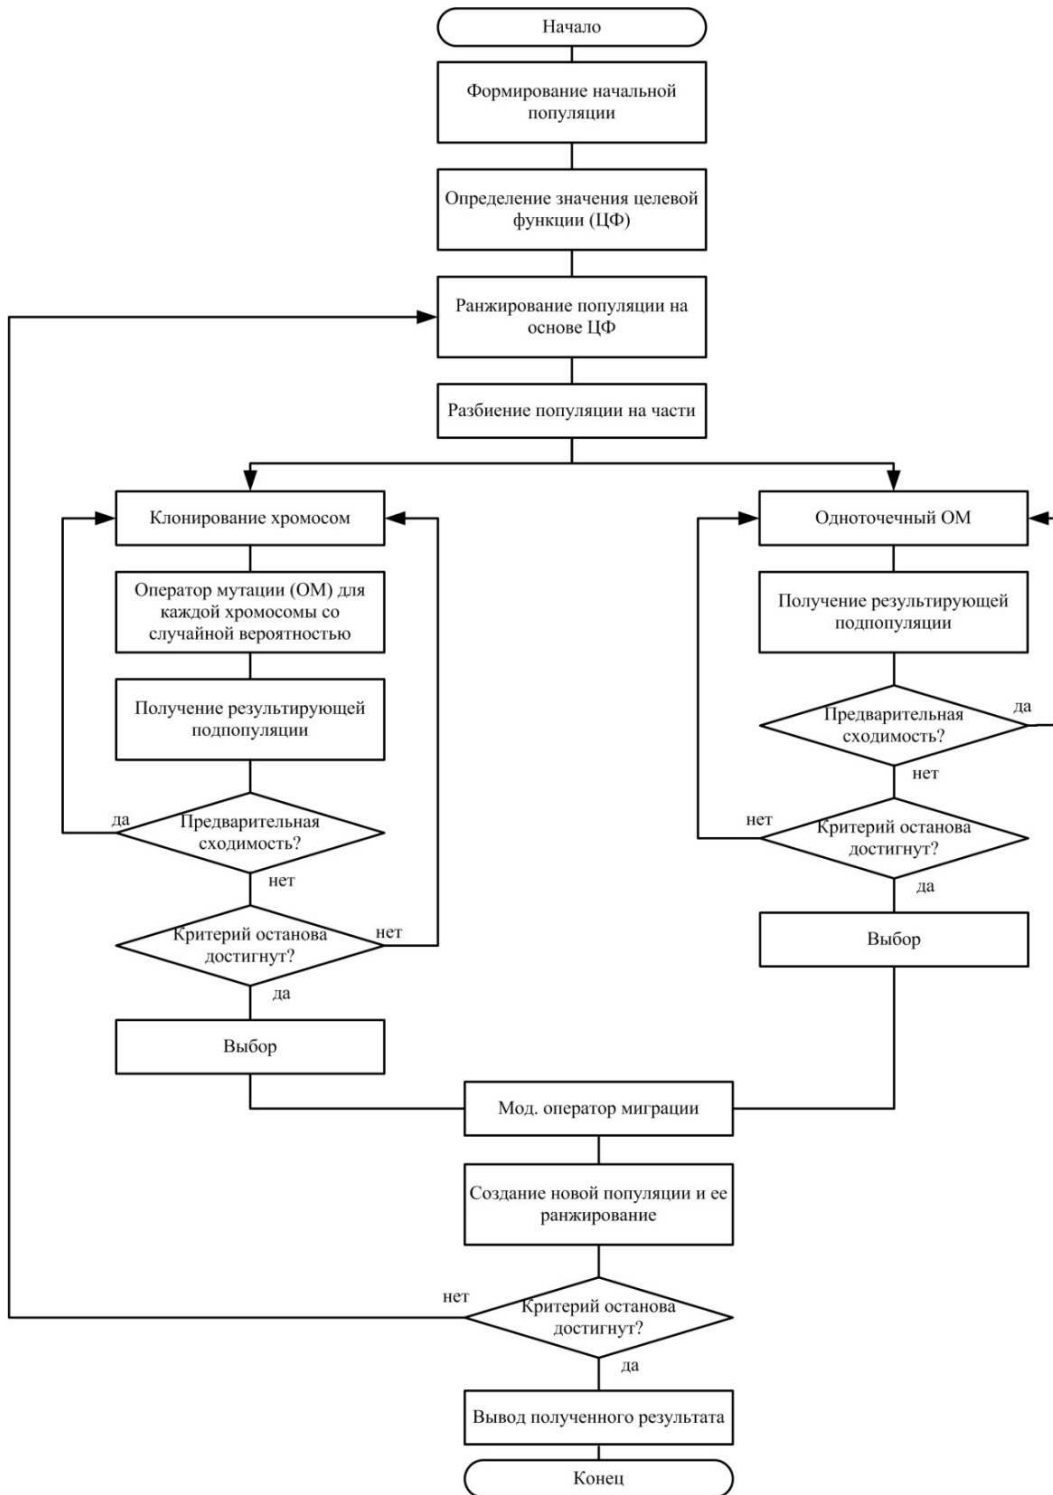 Начало
Формирование начальной
популяции
Определение значения целевой
функции (ЦФ)
Ранжирование популяции на
основе ЦФ
Разбиение популяции на части
Клонирование хромосом
Оператор мутации (ОМ) для
каждой хромосомы со
случайной вероятностью
Получение результирующей
подпопуляции
да
Предварительная
сходимость?
нет
Критерий останова
достигнут?
нет
да
Выбор
Одноточечный ОМ
Получение результирующей
подпопуляции
Предварительная
сходимость?
да
нет
нет
Критерий останова
достигнут?
да
Выбор
Мод. оператор миграции
Создание новой популяции и ее
ранжирование
нет
Критерий останова
достигнут?
да
Вывод полученного результата
Конец